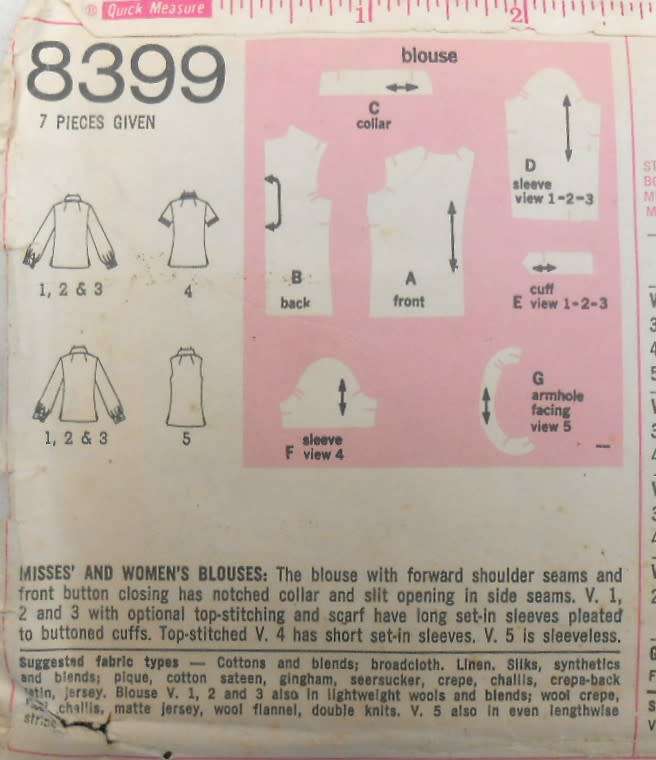 ® Quick Measure
1
2
8399
7 PIECES GIVEN
1, 2 & 3
4
1, 2 & 3
5
blouse
C
collar
D
sleeve
view 1-2-3
B
back
A
front
cuff
E view 1-2-3
G
armhole
facing
view 5
sleeve
F view 4
MISSES' AND WOMEN'S BLOUSES: The blouse with forward shoulder seams and
front button closing has notched collar and slit opening in side seams. V. 1,
2 and 3 with optional top-stitching and scarf have long set-in sleeves pleated
to buttoned cuffs. Top-stitched V. 4 has short set-in sleeves. V. 5 is sleeveless.
Suggested fabric types — Cottons and blends; broadcloth. Linen. Silks, synthetics
and blends; pique, cotton sateen, gingham, seersucker, crepe, challis, crepe-back
jersey. Blouse V. 1, 2 and 3 also in lightweight wools and blends; wool crepe,
challis, matte jersey, wool flannel, double knits. V. 5 also in even lengthwise
stripe